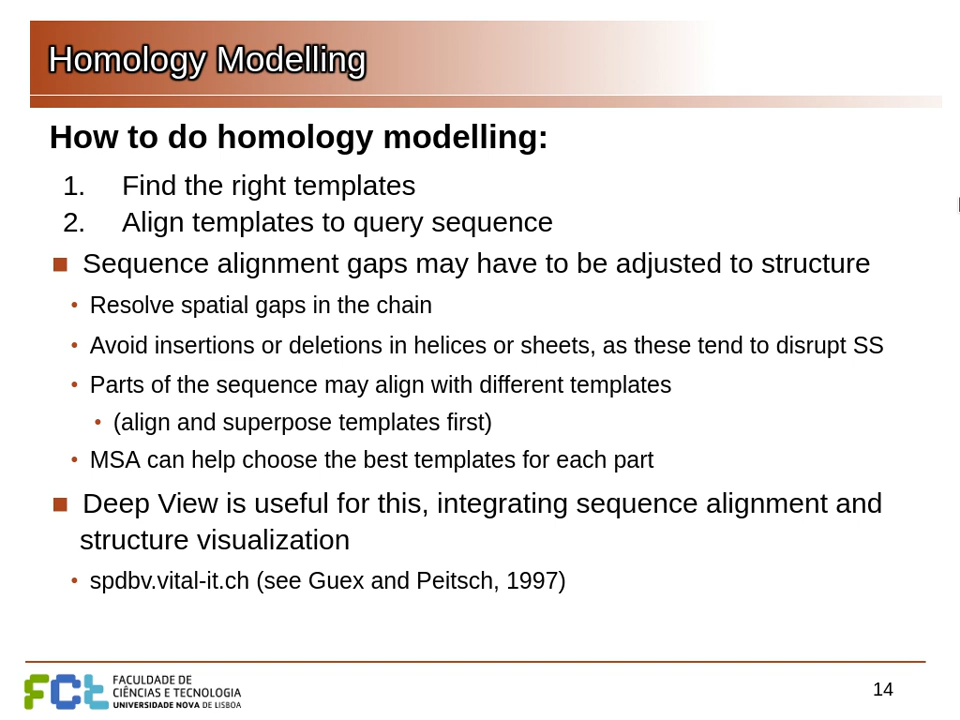 Homology Modelling
How to do homology modelling:
1. Find the right templates
2. Align templates to query sequence
■ Sequence alignment gaps may have to be adjusted to structure
• Resolve spatial gaps in the chain
• Avoid insertions or deletions in helices or sheets, as these tend to disrupt SS
• Parts of the sequence may align with different templates
• (align and superpose templates first)
• MSA can help choose the best templates for each part
■ Deep View is useful for this, integrating sequence alignment and
structure visualization
• spdbv.vital-it.ch (see Guex and Peitsch, 1997)
FCt
FACULDADE DE
CIÊNCIAS E TECNOLOGIA
UNIVERSIDADE NOVA DE LISBOA
14